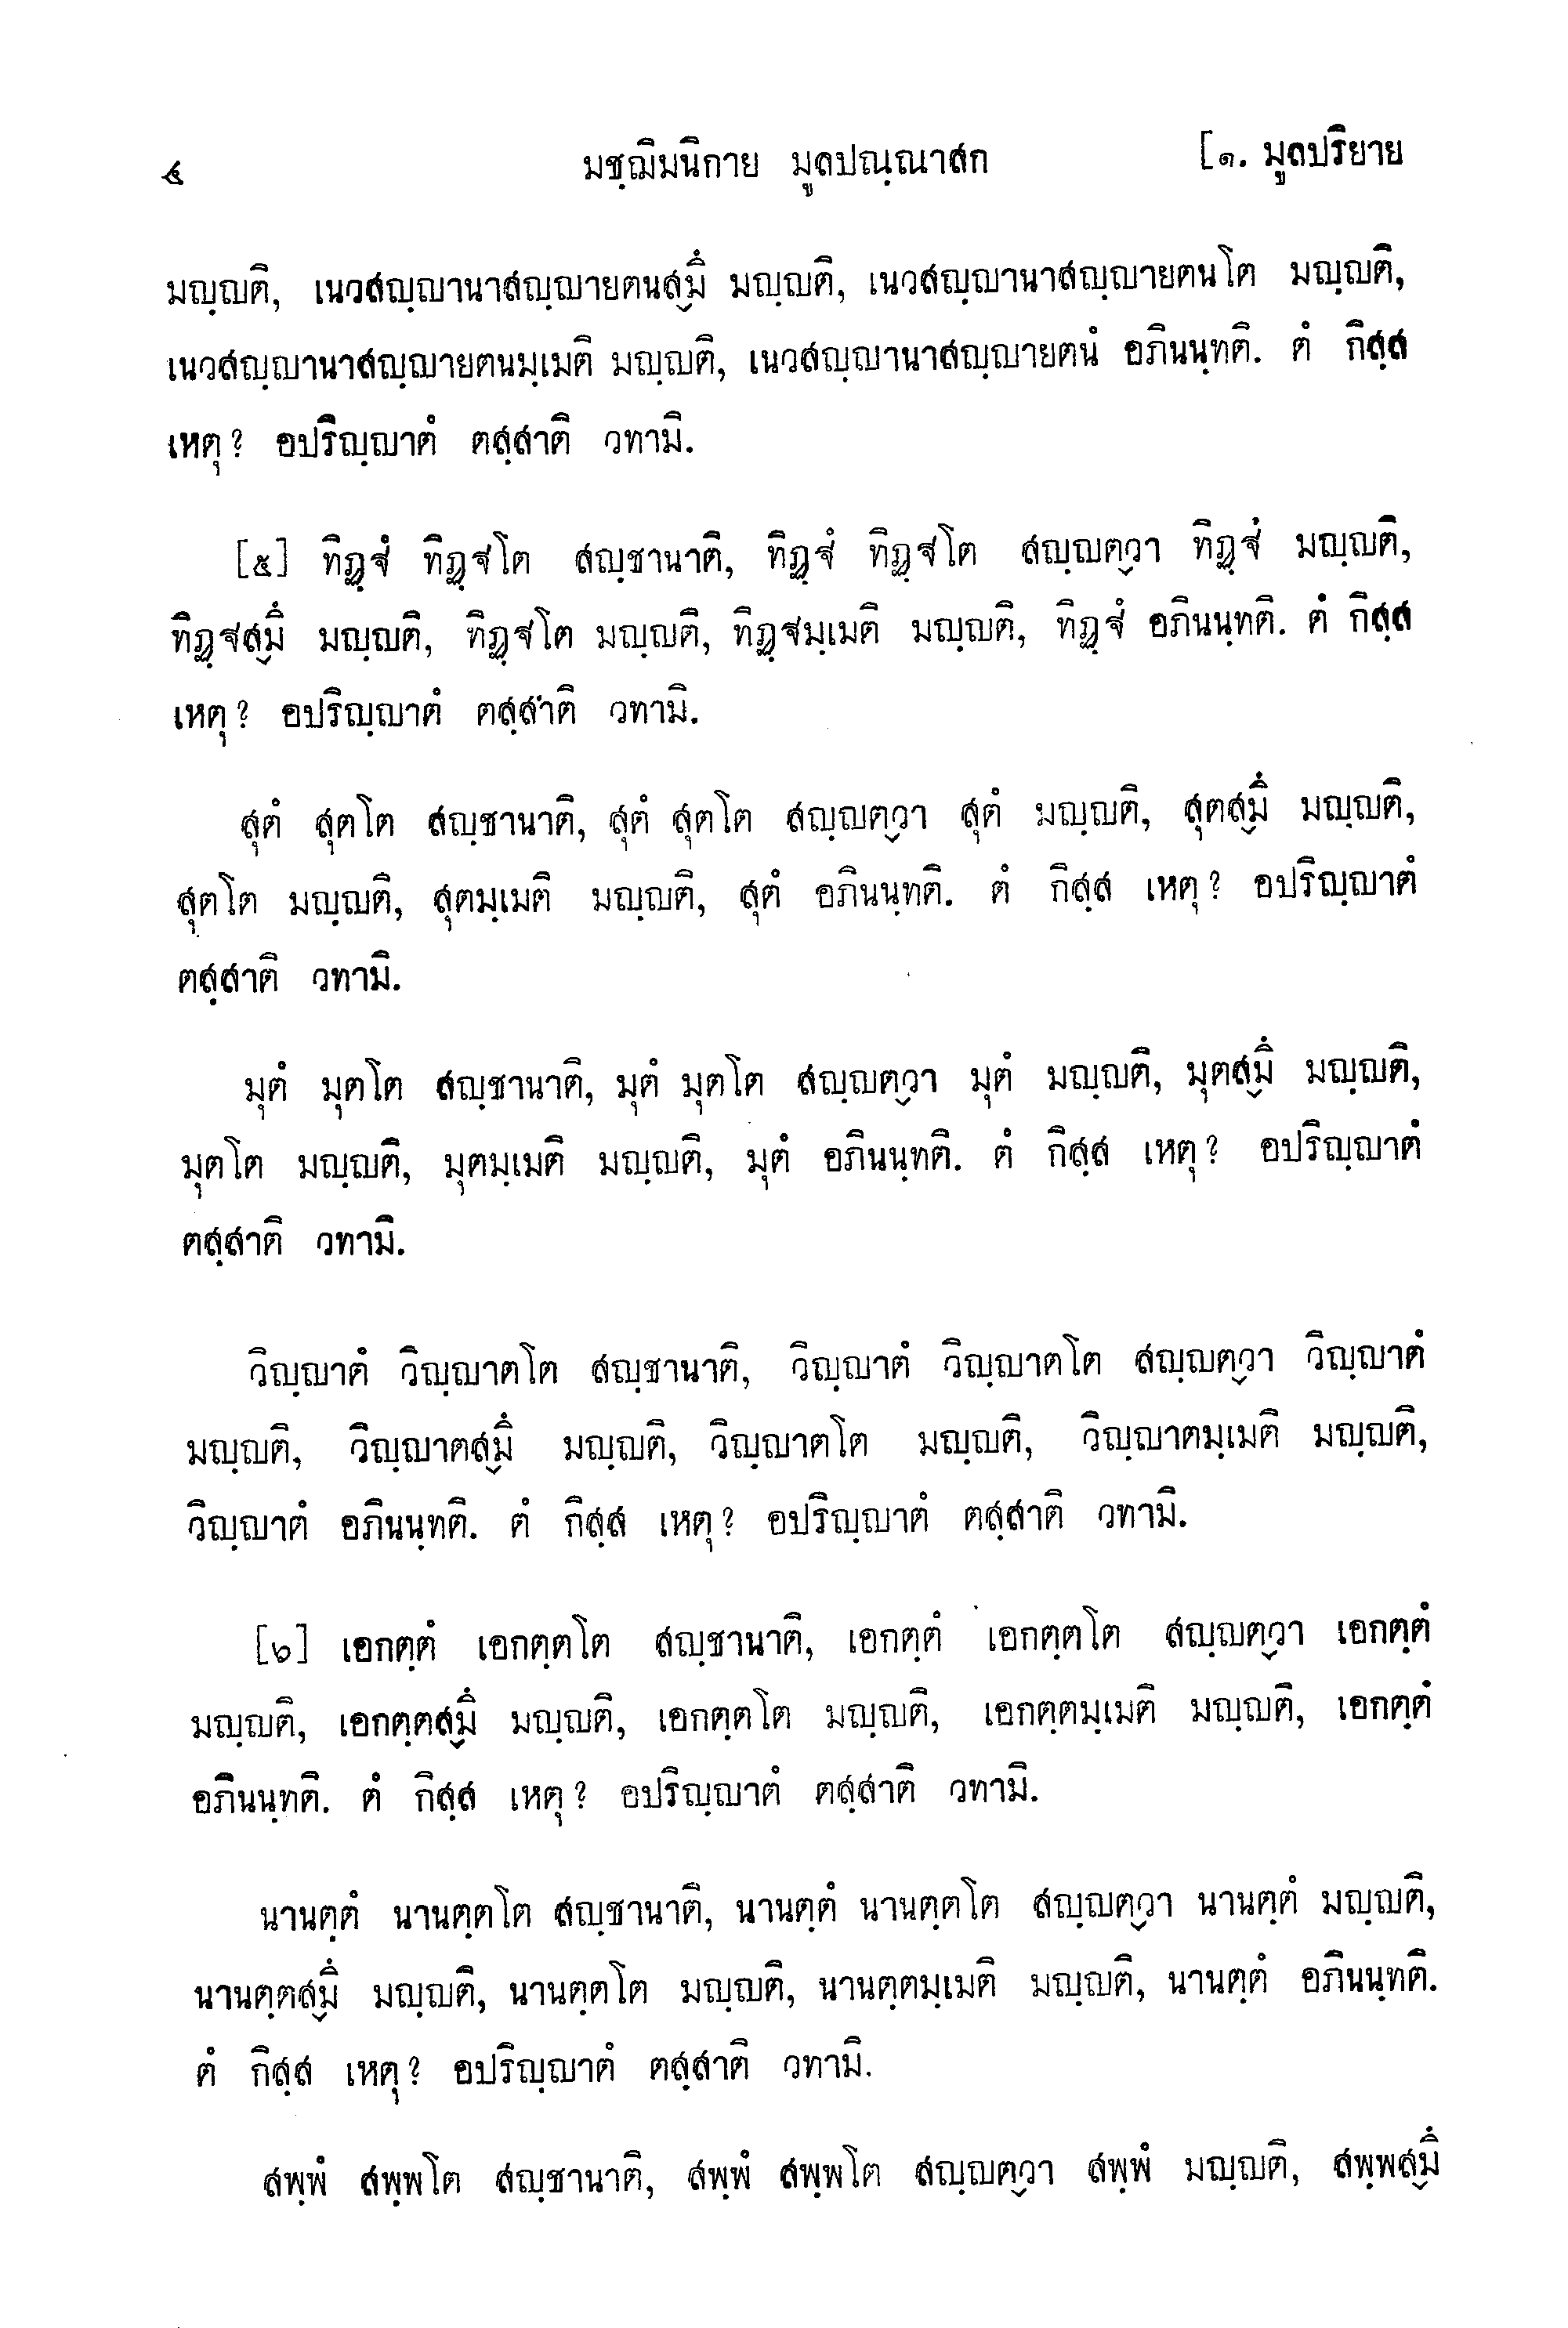 ๔ มชฺฌิมนิกาย มูลปณฺณาสก [๑. มูลปริยาย
มญฺญติ, เนวสญฺญานาสญฺญายตนส๎มึ มญฺญติ, เนวสญฺญานาสญฺญายตนโต มญฺญติ,
เนวสญฺญานาสญฺญายตนมฺเมติ มญฺญติ, เนวสญฺญานาสญฺญายตนํ อภินนฺทติ. ตํ กิสฺส
เหตุ? อปริญฺญาตํ ตสฺสาติ วทามิ.
[๕] ทิฏฺฐํ ทิฏฺฐโต สญฺชานาติ, ทิฏฺฐํ ทิฏฺฐโต สญฺญต๎วา ทิฏฺฐํ มญฺญติ,
ทิฏฺฐส๎มึ มญฺญติ, ทิฏฺฐโต มญฺญติ, ทิฏฺฐมฺเมติ มญฺญติ, ทิฏฺฐํ อภินนฺทติ. ตํ กิสฺส
เหตุ? อปริญฺญาตํ ตสฺสาติ วทามิ.
สุตํ สุตโต สญฺชานาติ, สุตํ สุตโต สญฺญต๎วา สุตํ มญฺญติ, สุตส๎มึ มญฺญติ,
สุตโต มญฺญติ, สุตมฺเมติ มญฺญติ, สุตํ อภินนฺทติ. ตํ กิสฺส เหตุ? อปริญฺญาตํ
ตสฺสาติ วทามิ.
มุตํ มุตโต สญฺชานาติ, มุตํ มุตโต สญฺญต๎วา มุตํ มญฺญติ, มุตส๎มึ มญฺญติ,
มุตโต มญฺญติ, มุตมฺเมติ มญฺญติ, มุตํ อภินนฺทติ. ตํ กิสฺส เหตุ? อปริญฺญาตํ
ตสฺสาติ วทามิ.
วิญฺญาตํ วิญฺญาตโต สญฺชานาติ, วิญฺญาตํ วิญฺญาตโต สญฺญต๎วา วิญฺญาตํ
มญฺญติ, วิญฺญาตส๎มึ มญฺญติ, วิญฺญาตโต มญฺญติ, วิญฺญาตมฺเมติ มญฺญติ,
วิญฺญาตํ อภินนฺทติ. ตํ กิสฺส เหตุ? อปริญฺญาตํ ตสฺสาติ วทามิ.
[๖] เอกตฺตํ เอกตฺตโต สญฺชานาติ, เอกตฺตํ เอกตฺตโต สญฺญต๎วา เอกตฺตํ
มญฺญติ, เอกตฺตส๎มึ มญฺญติ, เอกตฺตโต มญฺญติ, เอกตฺตมฺเมติ มญฺญติ, เอกตฺตํ
อภินนฺทติ. ตํ กิสฺส เหตุ? อปริญฺญาตํ ตสฺสาติ วทามิ.
นานตฺตํ นานตฺตโต สญฺชานาติ, นานตฺตํ นานตฺตโต สญฺญต๎วา นานตฺตํ มญฺญติ,
นานตฺตส๎มึ มญฺญติ, นานตฺตโต มญฺญติ, นานตฺตมฺเมติ มญฺญติ, นานตฺตํ อภินนฺทติ.
ตํ กิสฺส เหตุ? อปริญฺญาตํ ตสฺสาติ วทามิ.
สพฺพํ สพฺพโต สญฺชานาติ, สพฺพํ สพฺพโต สญฺญต๎วา สพฺพํ มญฺญติ, สพฺพส๎มึ